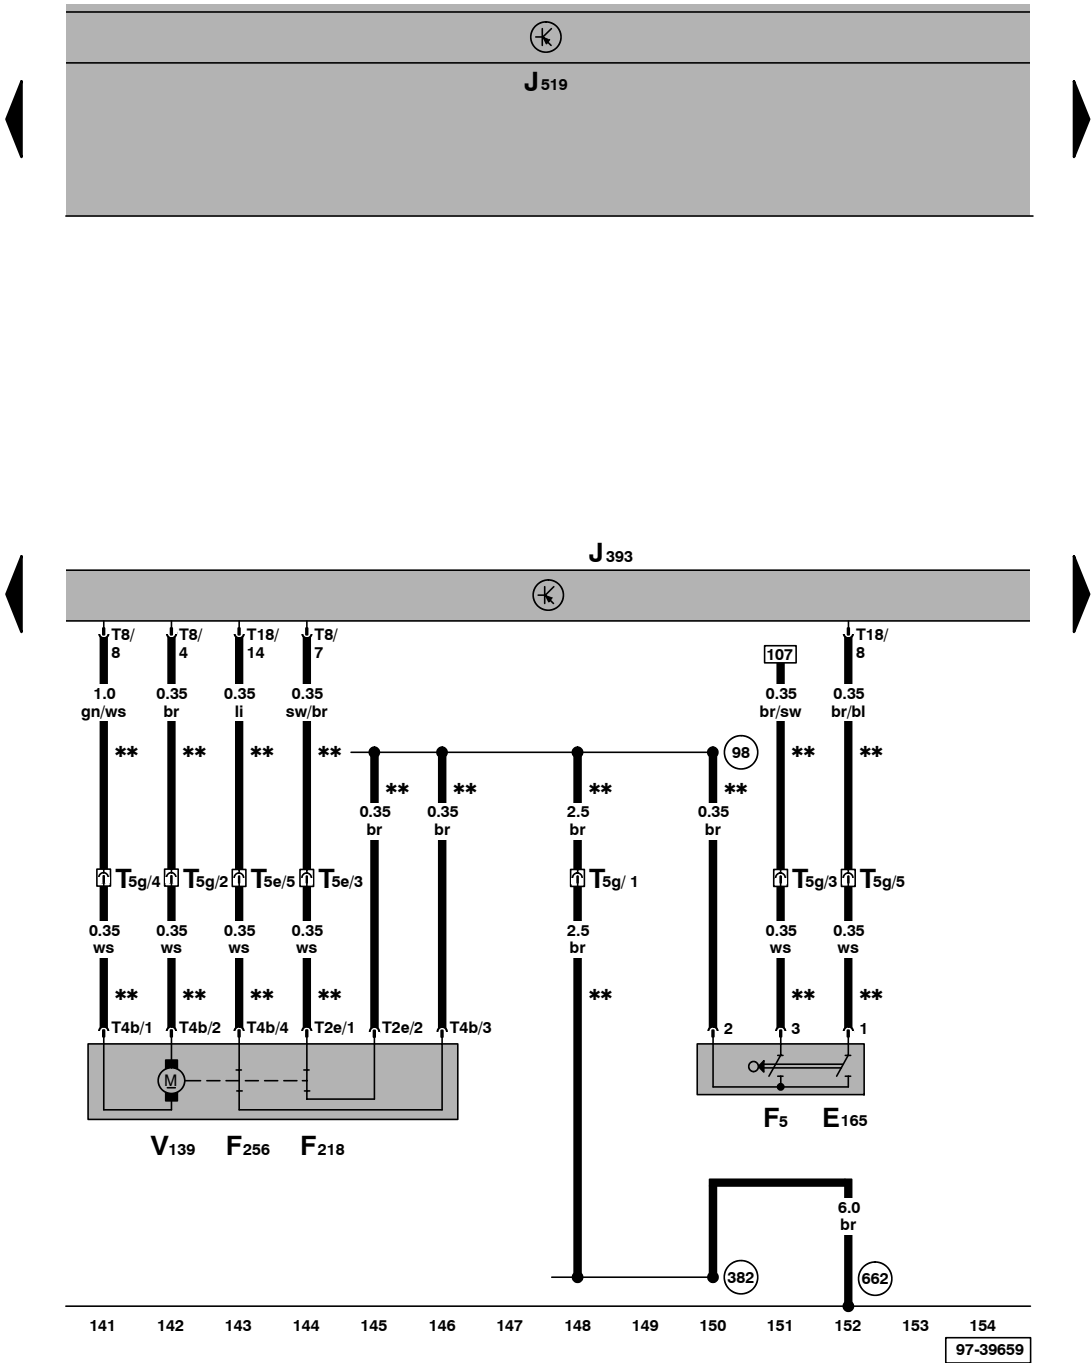 J519
J393
T8/ T8/ T18/ T8/ T18/
8 4 14 7 8
107
1.0 0.35 0.35 0.35 0.35 0.35
gn/ws br li sw/br br/sw br/bl
** ** ** ** 98 ** **
** ** ** **
0.35 0.35 2.5 0.35
br br br br
T5g/4 T5g/2 T5e/5 T5e/3 T5g/ 1 T5g/3 T5g/5
0.35 0.35 0.35 0.35 2.5 0.35 0.35
ws ws ws ws br ws ws
** ** ** ** ** ** **
T4b/1 T4b/2 T4b/4 T2e/1 T2e/2 T4b/3 2 3 1
M
F5 E165
V139 F256 F218
6.0
br
382 662
141 142 143 144 145 146 147 148 149 150 151 152 153 154
97-39659